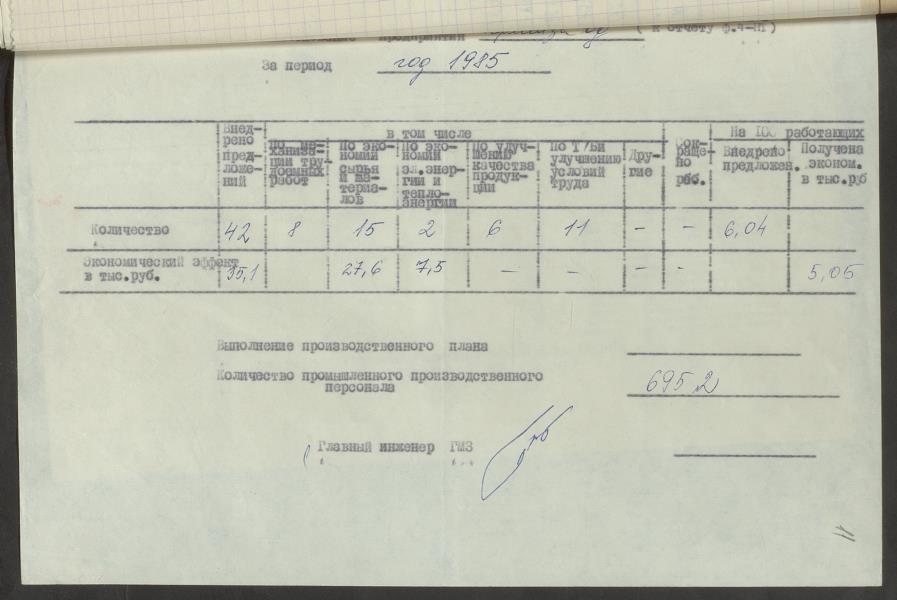 предприятии ( к отчету ф.4-НТ)
За период год 1985
Внедрено предложений
в том числе
По механизации трудоемных работ
По экономии сырья и материалов
По экономии эл.энергии и теплоэнергии
По улучшению качества продукции
По Т/Б и улучшению условий труда
Другие
Сокращено раб.
На 100 работающих
Внедрено предложен.
Получена эконом. в тыс.руб
Количество 42 8 15 2 6 11 – – 6,04
Экономический эффект
в тыс.руб. 35,1 27,6 7,5 – – – – 5,05
Выполнение производственного плана
Количество промышленного производственного
персонала 695
Главный инженер ГМЗ